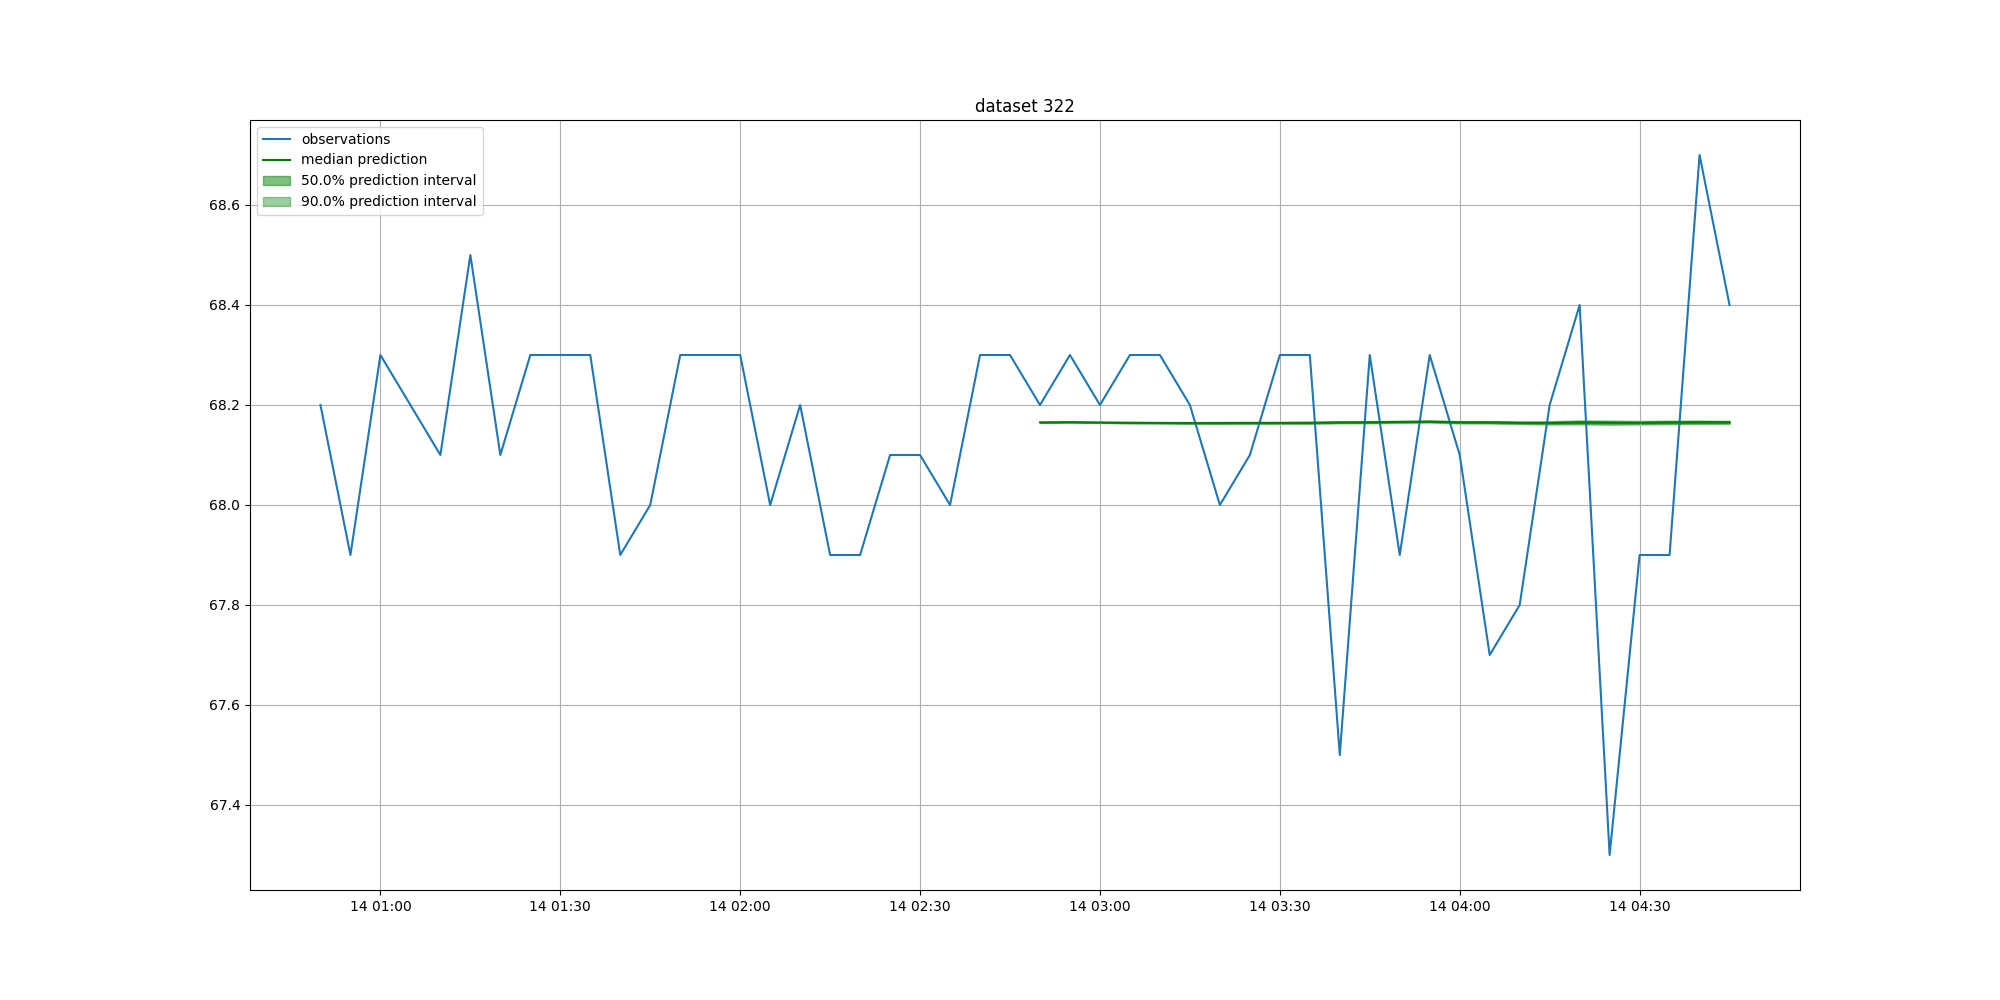 dataset 322
observations
median prediction
50.0% prediction interval
90.0% prediction interval
68.6
68.4
68.2
68.0
67.8
67.6
67.4
14 01:00 14 01:30 14 02:00 14 02:30 14 03:00 14 03:30 14 04:00 14 04:30